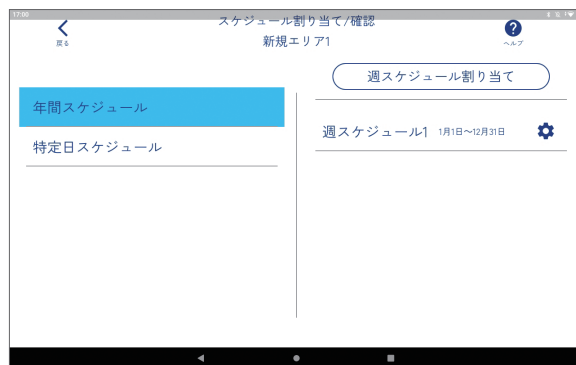 17:00
スケジュール割り当て/確認
戻る
新規エリア1
ヘルプ
週スケジュール割り当て
年間スケジュール
週スケジュール1 1月1日〜12月31日
特定日スケジュール